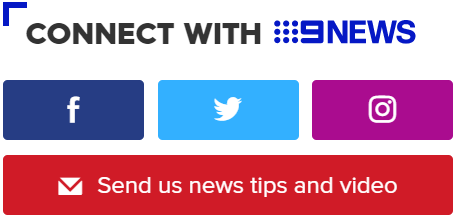 CONNECT WITH 9NEWS
f
Send us news tips and video